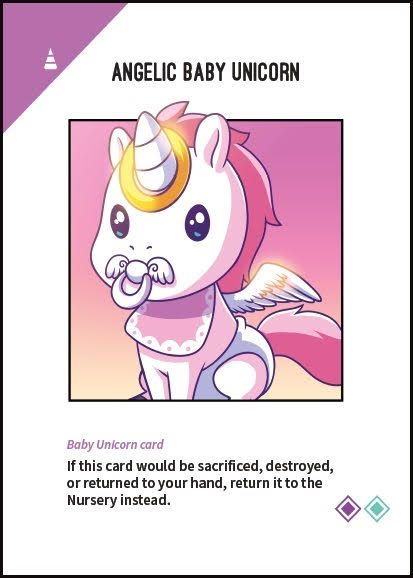 ANGELIC BABY UNICORN
Baby Unicorn card
If this card would be sacrificed, destroyed,
or returned to your hand, return it to the
Nursery instead.